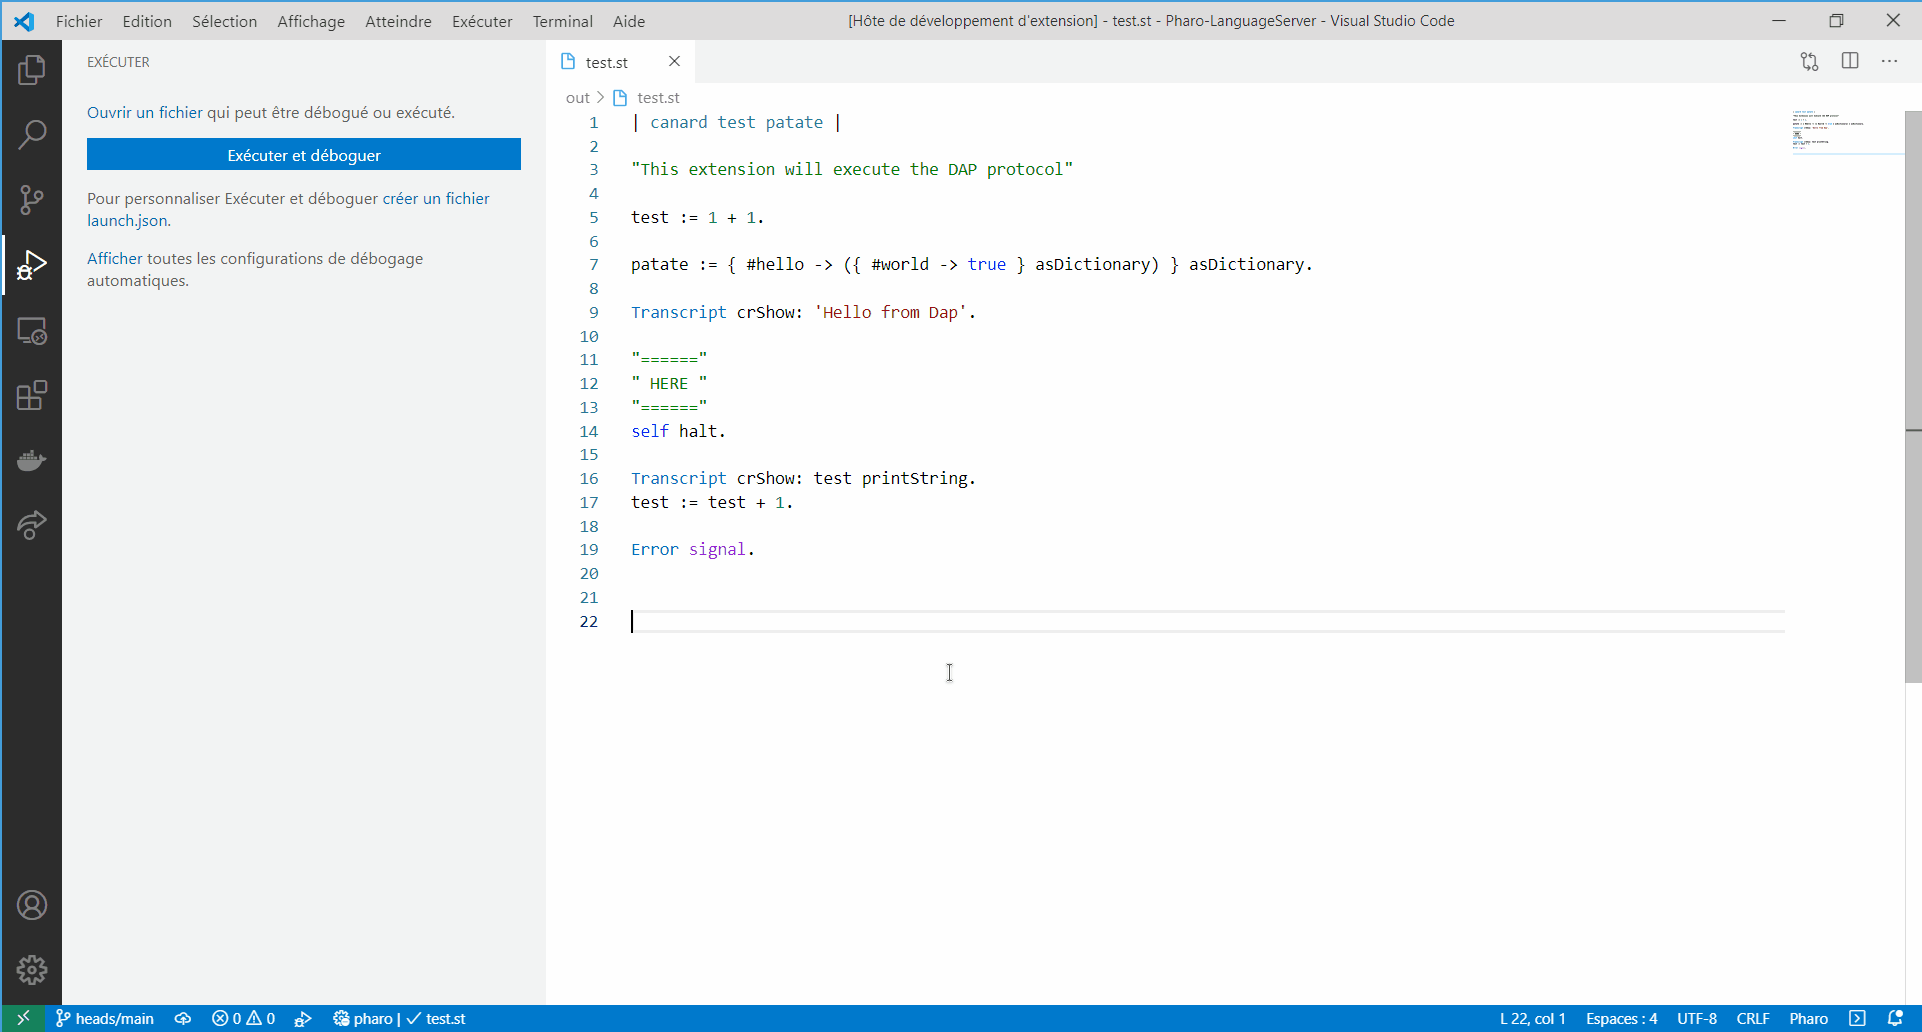 Fichier Edition Sélection Affichage Atteindre Exécuter Terminal Aide [Hôte de développement d'extension] - test.st - Pharo-LanguageServer - Visual Studio Code
EXÉCUTER
Ouvrir un fichier qui peut être débogué ou exécuté.
Exécuter et déboguer
Pour personnaliser Exécuter et déboguer créer un fichier
launch.json.
Afficher toutes les configurations de débogage
automatiques.
test.st
out > test.st
1 | canard test patate |
2
3 "This extension will execute the DAP protocol"
4
5 test := 1 + 1.
6
7 patate := { #hello -> ({ #world -> true } asDictionary) } asDictionary.
8
9 Transcript crShow: 'Hello from Dap'.
10
11 "======"
12 " HERE "
13 "======"
14 self halt.
15
16 Transcript crShow: test printString.
17 test := test + 1.
18
19 Error signal.
20
21
22
heads/main 0 0 pharo | ✓ test.st L 22, col 1 Espaces : 4 UTF-8 CRLF Pharo